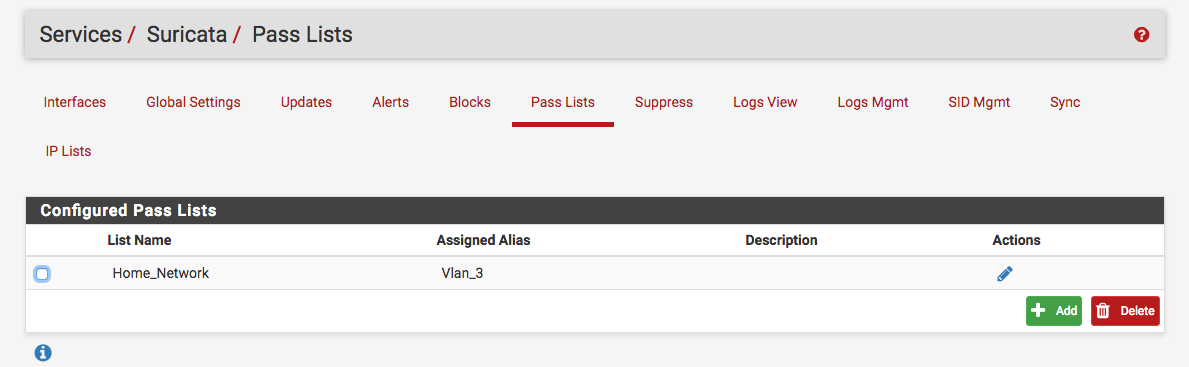 Services / Suricata / Pass Lists
Interfaces Global Settings Updates Alerts Blocks Pass Lists Suppress Logs View Logs Mgmt SID Mgmt Sync
IP Lists
Configured Pass Lists
List Name Assigned Alias Description Actions
Home_Network Vlan_3
Add Delete